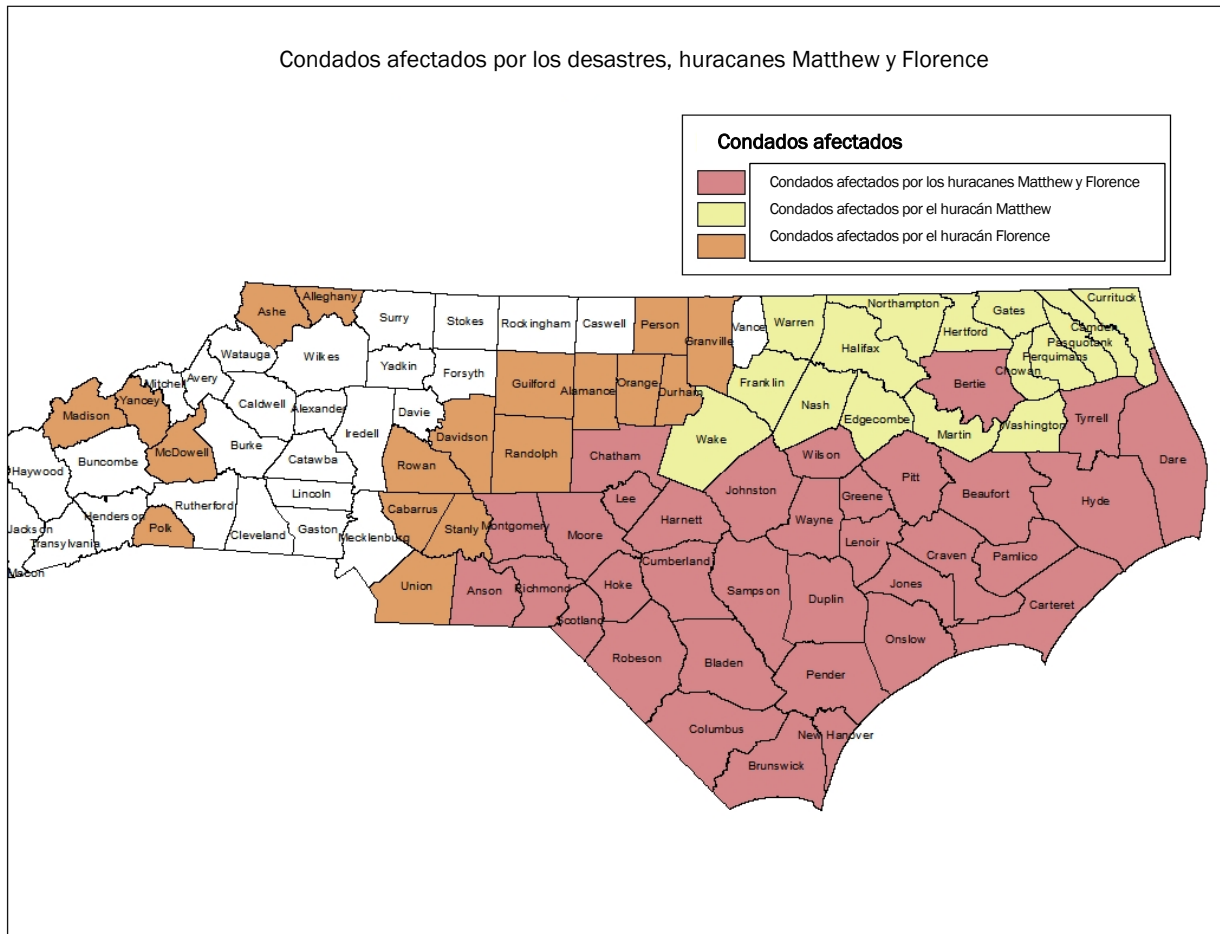 Condados afectados por los desastres, huracanes Matthew y Florence
Condados afectados
Condados afectados por los huracanes Matthew y Florence
Condados afectados por el huracán Matthew
Condados afectados por el huracán Florence
Ashe
Alleghany
Surry
Stokes
Rockingham
Caswell
Person
Granville
Vance
Warren
Northampton
Gates
Currituck
Camden
Pasquotank
Perquimans
Hertford
Halifax
Chowan
Bertie
Watauga
Wilkes
Yadkin
Forsyth
Guilford
Alamance
Orange
Durham
Franklin
Nash
Edgecombe
Martin
Washington
Tyrrell
Dare
Mitchell
Avery
Yancey
Madison
Caldwell
Alexander
Davie
Iredell
Davidson
Randolph
Chatham
Wake
Wilson
Pitt
Beaufort
Hyde
McDowell
Burke
Catawba
Rowan
Buncombe
Haywood
Rutherford
Lincoln
Cabarrus
Stanly
Montgomery
Moore
Lee
Harnett
Johnston
Greene
Wayne
Lenoir
Craven
Pamlico
Henderson
Polk
Cleveland
Gaston
Mecklenburg
Jackson
Transylvania
Macon
Union
Anson
Richmond
Scotland
Hoke
Cumberland
Sampson
Duplin
Jones
Carteret
Onslow
Robeson
Bladen
Pender
Columbus
New Hanover
Brunswick